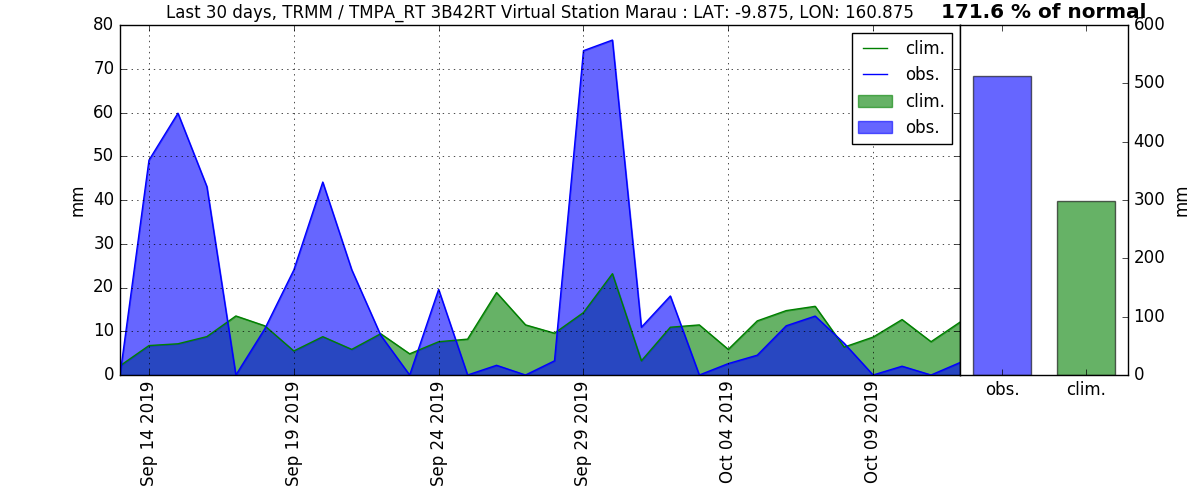 Last 30 days, TRMM / TMPA_RT 3B42RT Virtual Station Marau : LAT: -9.875, LON: 160.875
171.6 % of normal
80
70
60
50
40
30
20
10
0
mm
clim.
obs.
clim.
obs.
600
500
400
300
200
100
0
mm
Sep 14 2019
Sep 19 2019
Sep 24 2019
Sep 29 2019
Oct 04 2019
Oct 09 2019
obs.
clim.